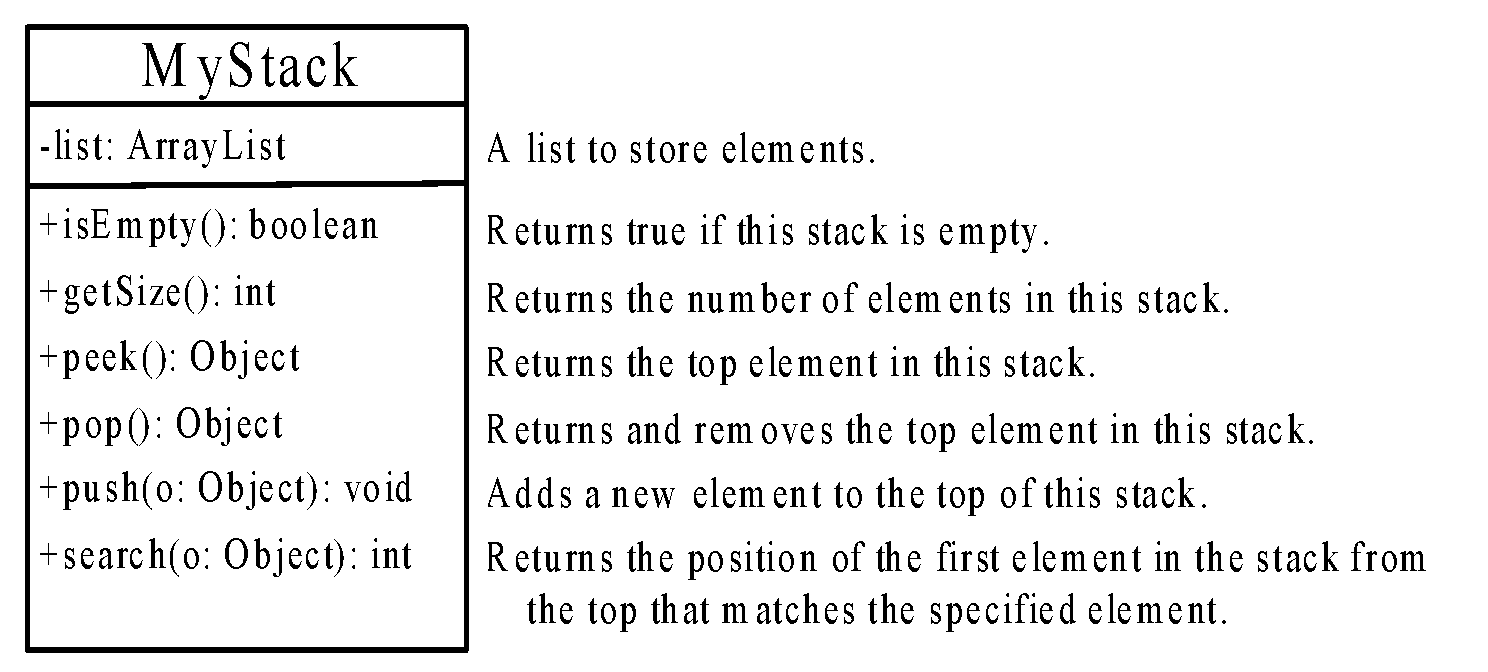 MyStack
-list: ArrayList
A list to store elements.
+isEmpty(): boolean
Returns true if this stack is empty.
+getSize(): int
Returns the number of elements in this stack.
+peek(): Object
Returns the top element in this stack.
+pop(): Object
Returns and removes the top element in this stack.
+push(o: Object): void
Adds a new element to the top of this stack.
+search(o: Object): int
Returns the position of the first element in the stack from
the top that matches the specified element.